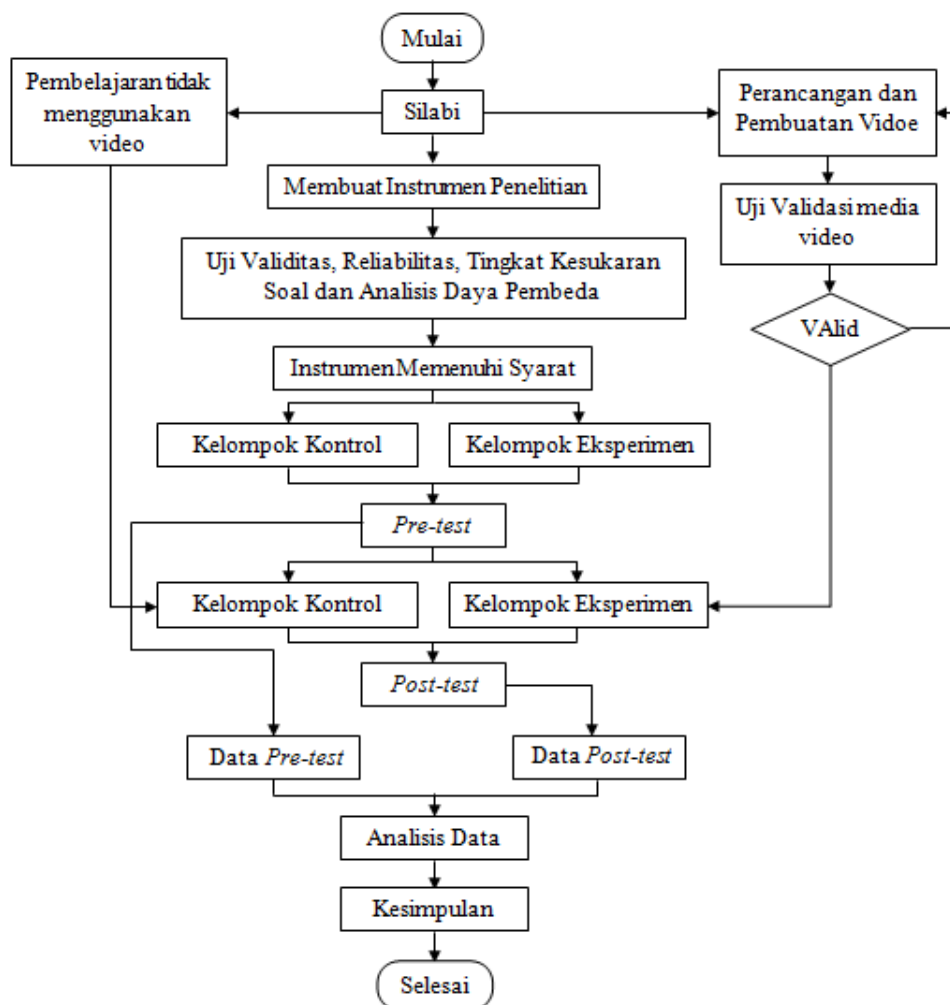 Mulai
Pembelajaran tidak
menggunakan
video
Silabi
Perancangan dan
Pembuatan Vidoe
Membuat Instrumen Penelitian
Uji Validasi media
video
Uji Validitas, Reliabilitas, Tingkat Kesukaran
Soal dan Analisis Daya Pembeda
VAlid
Instrumen Memenuhi Syarat
Kelompok Kontrol
Kelompok Eksperimen
Pre-test
Kelompok Kontrol
Kelompok Eksperimen
Post-test
Data Pre-test
Data Post-test
Analisis Data
Kesimpulan
Selesai